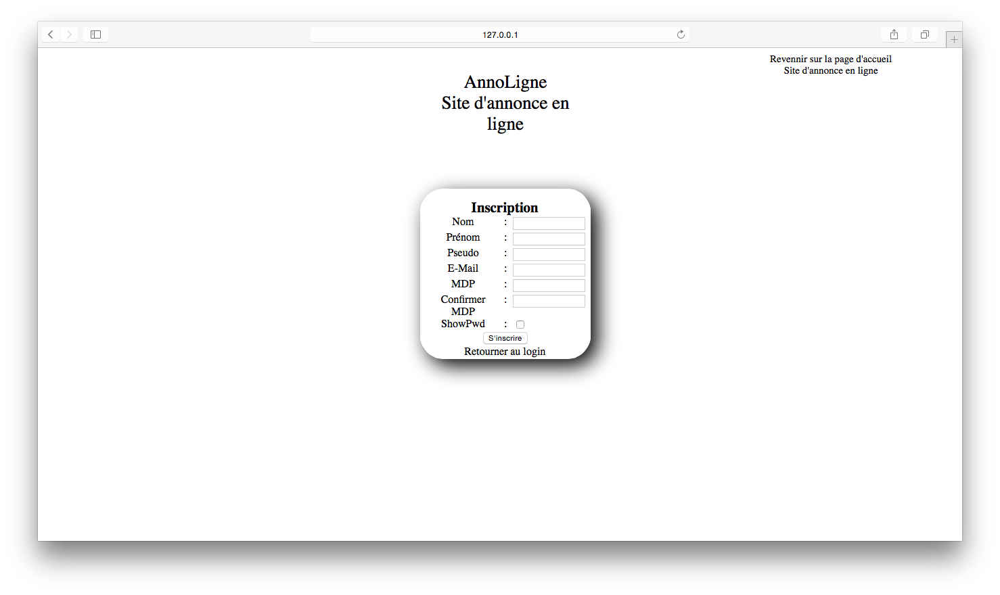 127.0.0.1
Revennir sur la page d'accueil
Site d'annonce en ligne
AnnoLigne
Site d'annonce en
ligne
Inscription
Nom :
Prénom :
Pseudo :
E-Mail :
MDP :
Confirmer :
MDP
ShowPwd :
S'inscrire
Retourner au login